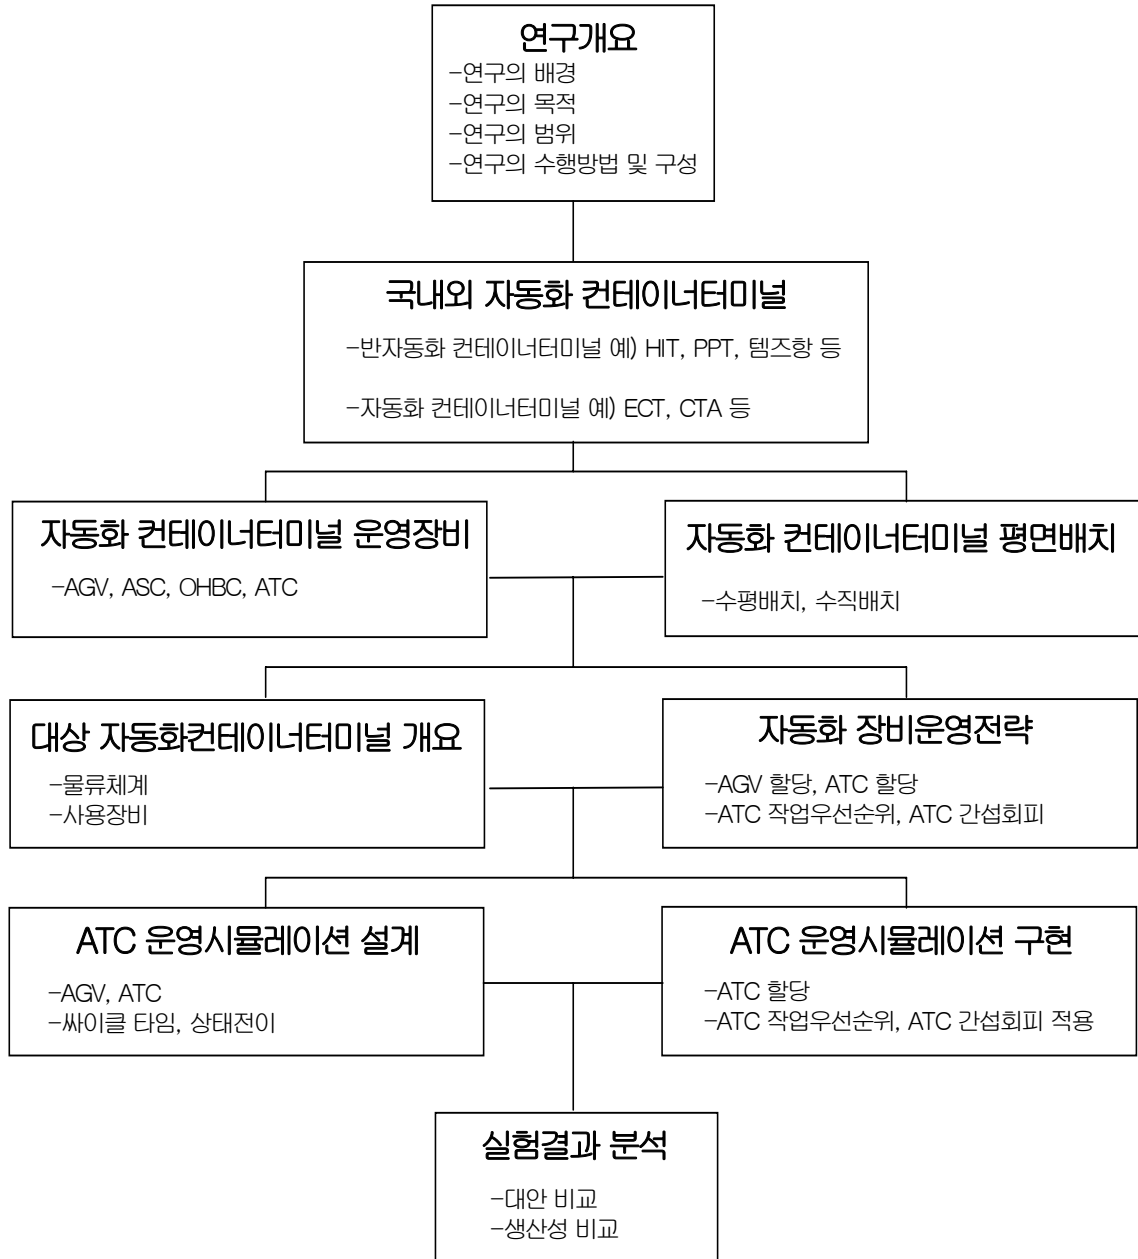 연구개요
-연구의 배경
-연구의 목적
-연구의 범위
-연구의 수행방법 및 구성
국내외 자동화 컨테이너터미널
-반자동화 컨테이너터미널 예) HIT, PPT, 템즈항 등
-자동화 컨테이너터미널 예) ECT, CTA 등
자동화 컨테이너터미널 운영장비
-AGV, ASC, OHBC, ATC
자동화 컨테이너터미널 평면배치
-수평배치, 수직배치
대상 자동화컨테이너터미널 개요
-물류체계
-사용장비
자동화 장비운영전략
-AGV 할당, ATC 할당
-ATC 작업우선순위, ATC 간섭회피
ATC 운영시뮬레이션 설계
-AGV, ATC
-싸이클 타임, 상태전이
ATC 운영시뮬레이션 구현
-ATC 할당
-ATC 작업우선순위, ATC 간섭회피 적용
실험결과 분석
-대안 비교
-생산성 비교